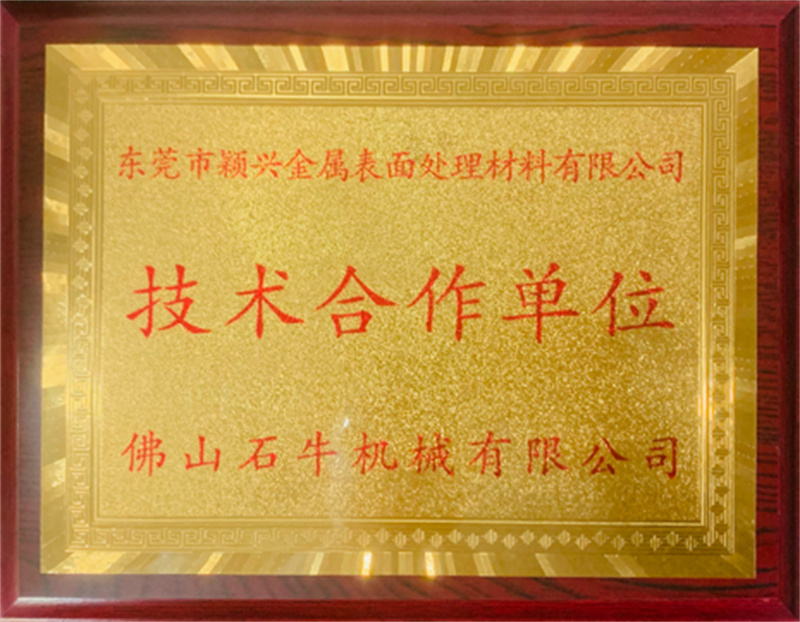 东莞市颖兴金属表面处理材料有限公司
技术合作单位
佛山石牛机械有限公司